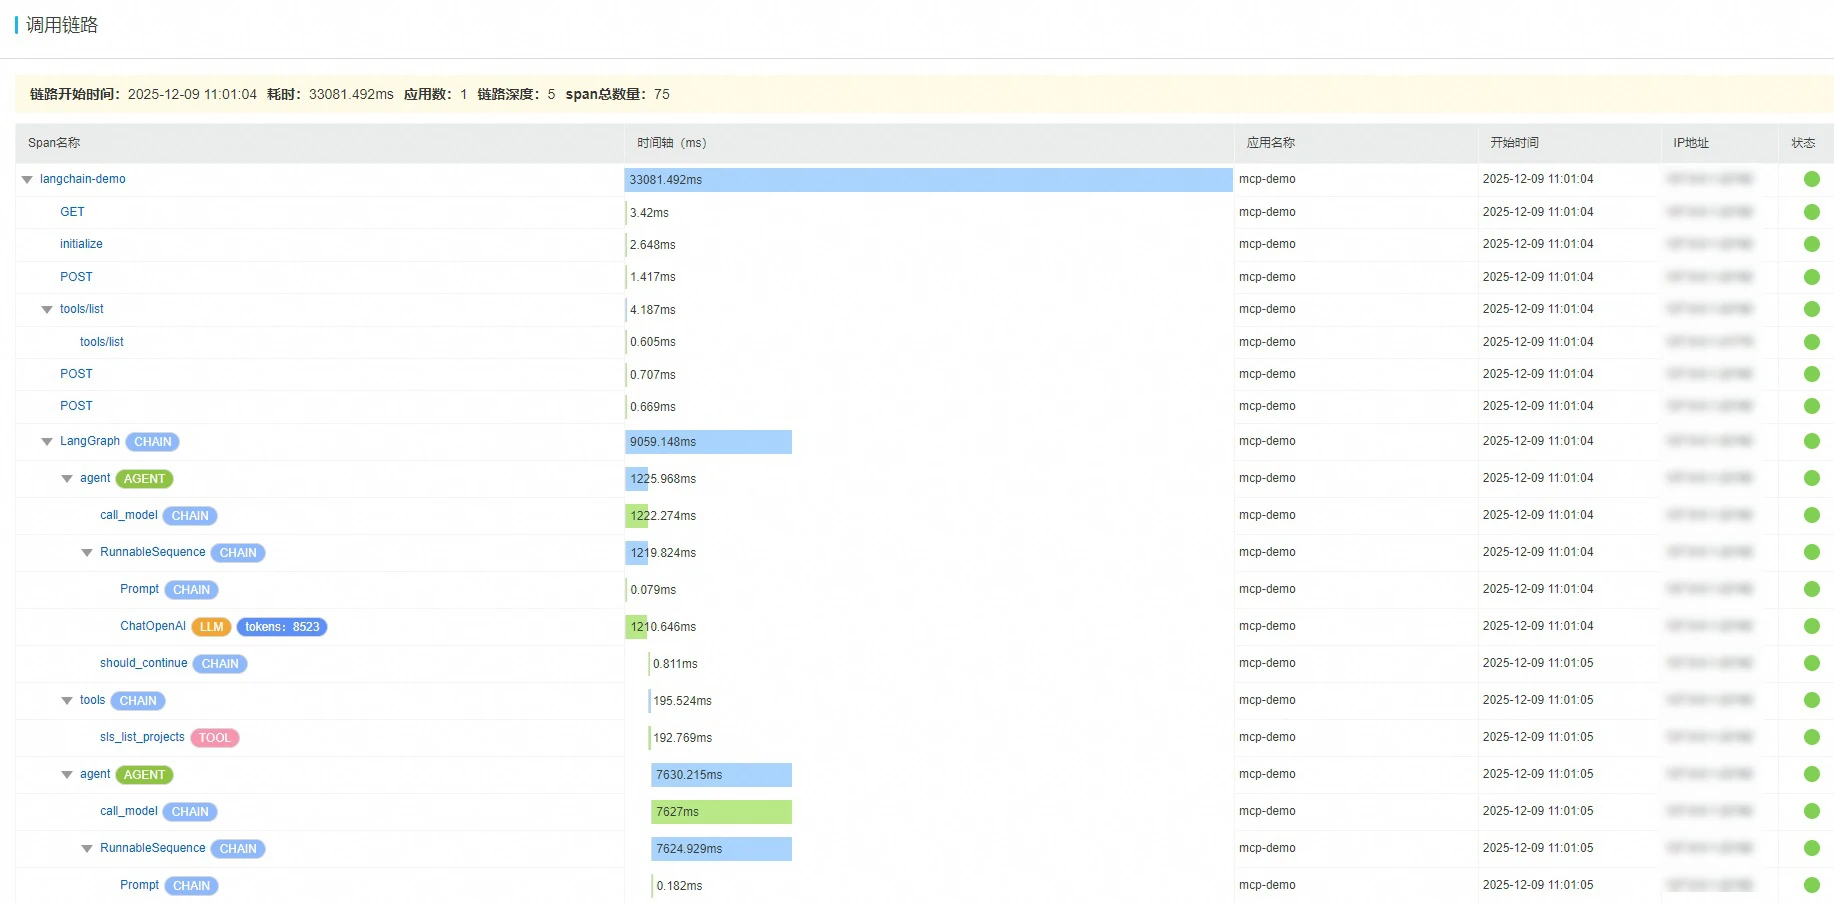 调用链路
链路开始时间：2025-12-09 11:01:04 耗时：33081.492ms 应用数：1 链路深度：5 span总数量：75
Span名称 时间轴（ms） 应用名称 开始时间 IP地址 状态
langchain-demo 33081.492ms mcp-demo 2025-12-09 11:01:04
GET 3.42ms mcp-demo 2025-12-09 11:01:04
initialize 2.648ms mcp-demo 2025-12-09 11:01:04
POST 1.417ms mcp-demo 2025-12-09 11:01:04
tools/list 4.187ms mcp-demo 2025-12-09 11:01:04
tools/list 0.605ms mcp-demo 2025-12-09 11:01:04
POST 0.707ms mcp-demo 2025-12-09 11:01:04
POST 0.669ms mcp-demo 2025-12-09 11:01:04
LangGraph CHAIN 9059.148ms mcp-demo 2025-12-09 11:01:04
agent AGENT 1225.968ms mcp-demo 2025-12-09 11:01:04
call_model CHAIN 1222.274ms mcp-demo 2025-12-09 11:01:04
RunnableSequence CHAIN 1219.824ms mcp-demo 2025-12-09 11:01:04
Prompt CHAIN 0.079ms mcp-demo 2025-12-09 11:01:04
ChatOpenAI LLM tokens：8523 1210.646ms mcp-demo 2025-12-09 11:01:04
should_continue CHAIN 0.811ms mcp-demo 2025-12-09 11:01:05
tools CHAIN 195.524ms mcp-demo 2025-12-09 11:01:05
sls_list_projects TOOL 192.769ms mcp-demo 2025-12-09 11:01:05
agent AGENT 7630.215ms mcp-demo 2025-12-09 11:01:05
call_model CHAIN 7627ms mcp-demo 2025-12-09 11:01:05
RunnableSequence CHAIN 7624.929ms mcp-demo 2025-12-09 11:01:05
Prompt CHAIN 0.182ms mcp-demo 2025-12-09 11:01:05